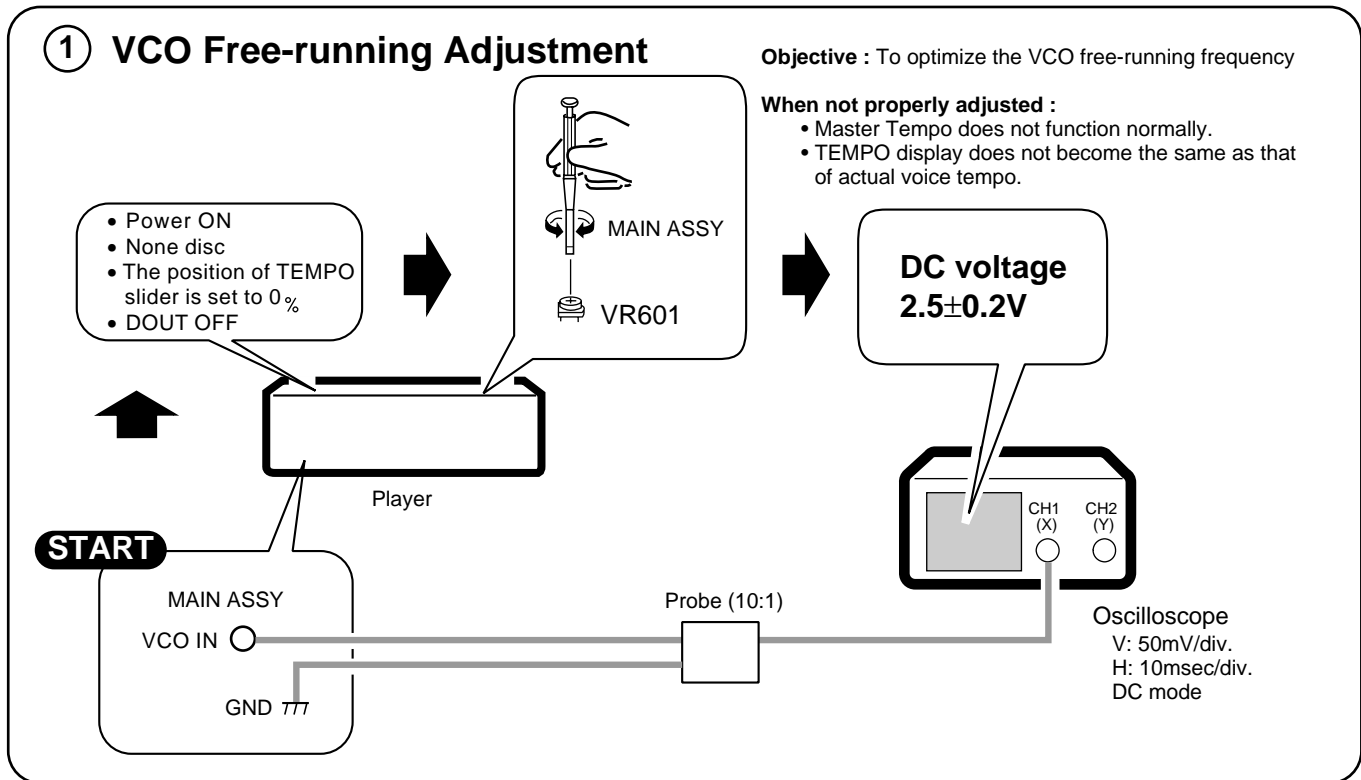 1 VCO Free-running Adjustment
Objective : To optimize the VCO free-running frequency
When not properly adjusted :
• Master Tempo does not function normally.
• TEMPO display does not become the same as that
of actual voice tempo.
• Power ON
• None disc
• The position of TEMPO
slider is set to 0%
• DOUT OFF
MAIN ASSY
VR601
DC voltage
2.5±0.2V
Player
START
MAIN ASSY
VCO IN
GND
Probe (10:1)
CH1
(X)
CH2
(Y)
Oscilloscope
V: 50mV/div.
H: 10msec/div.
DC mode